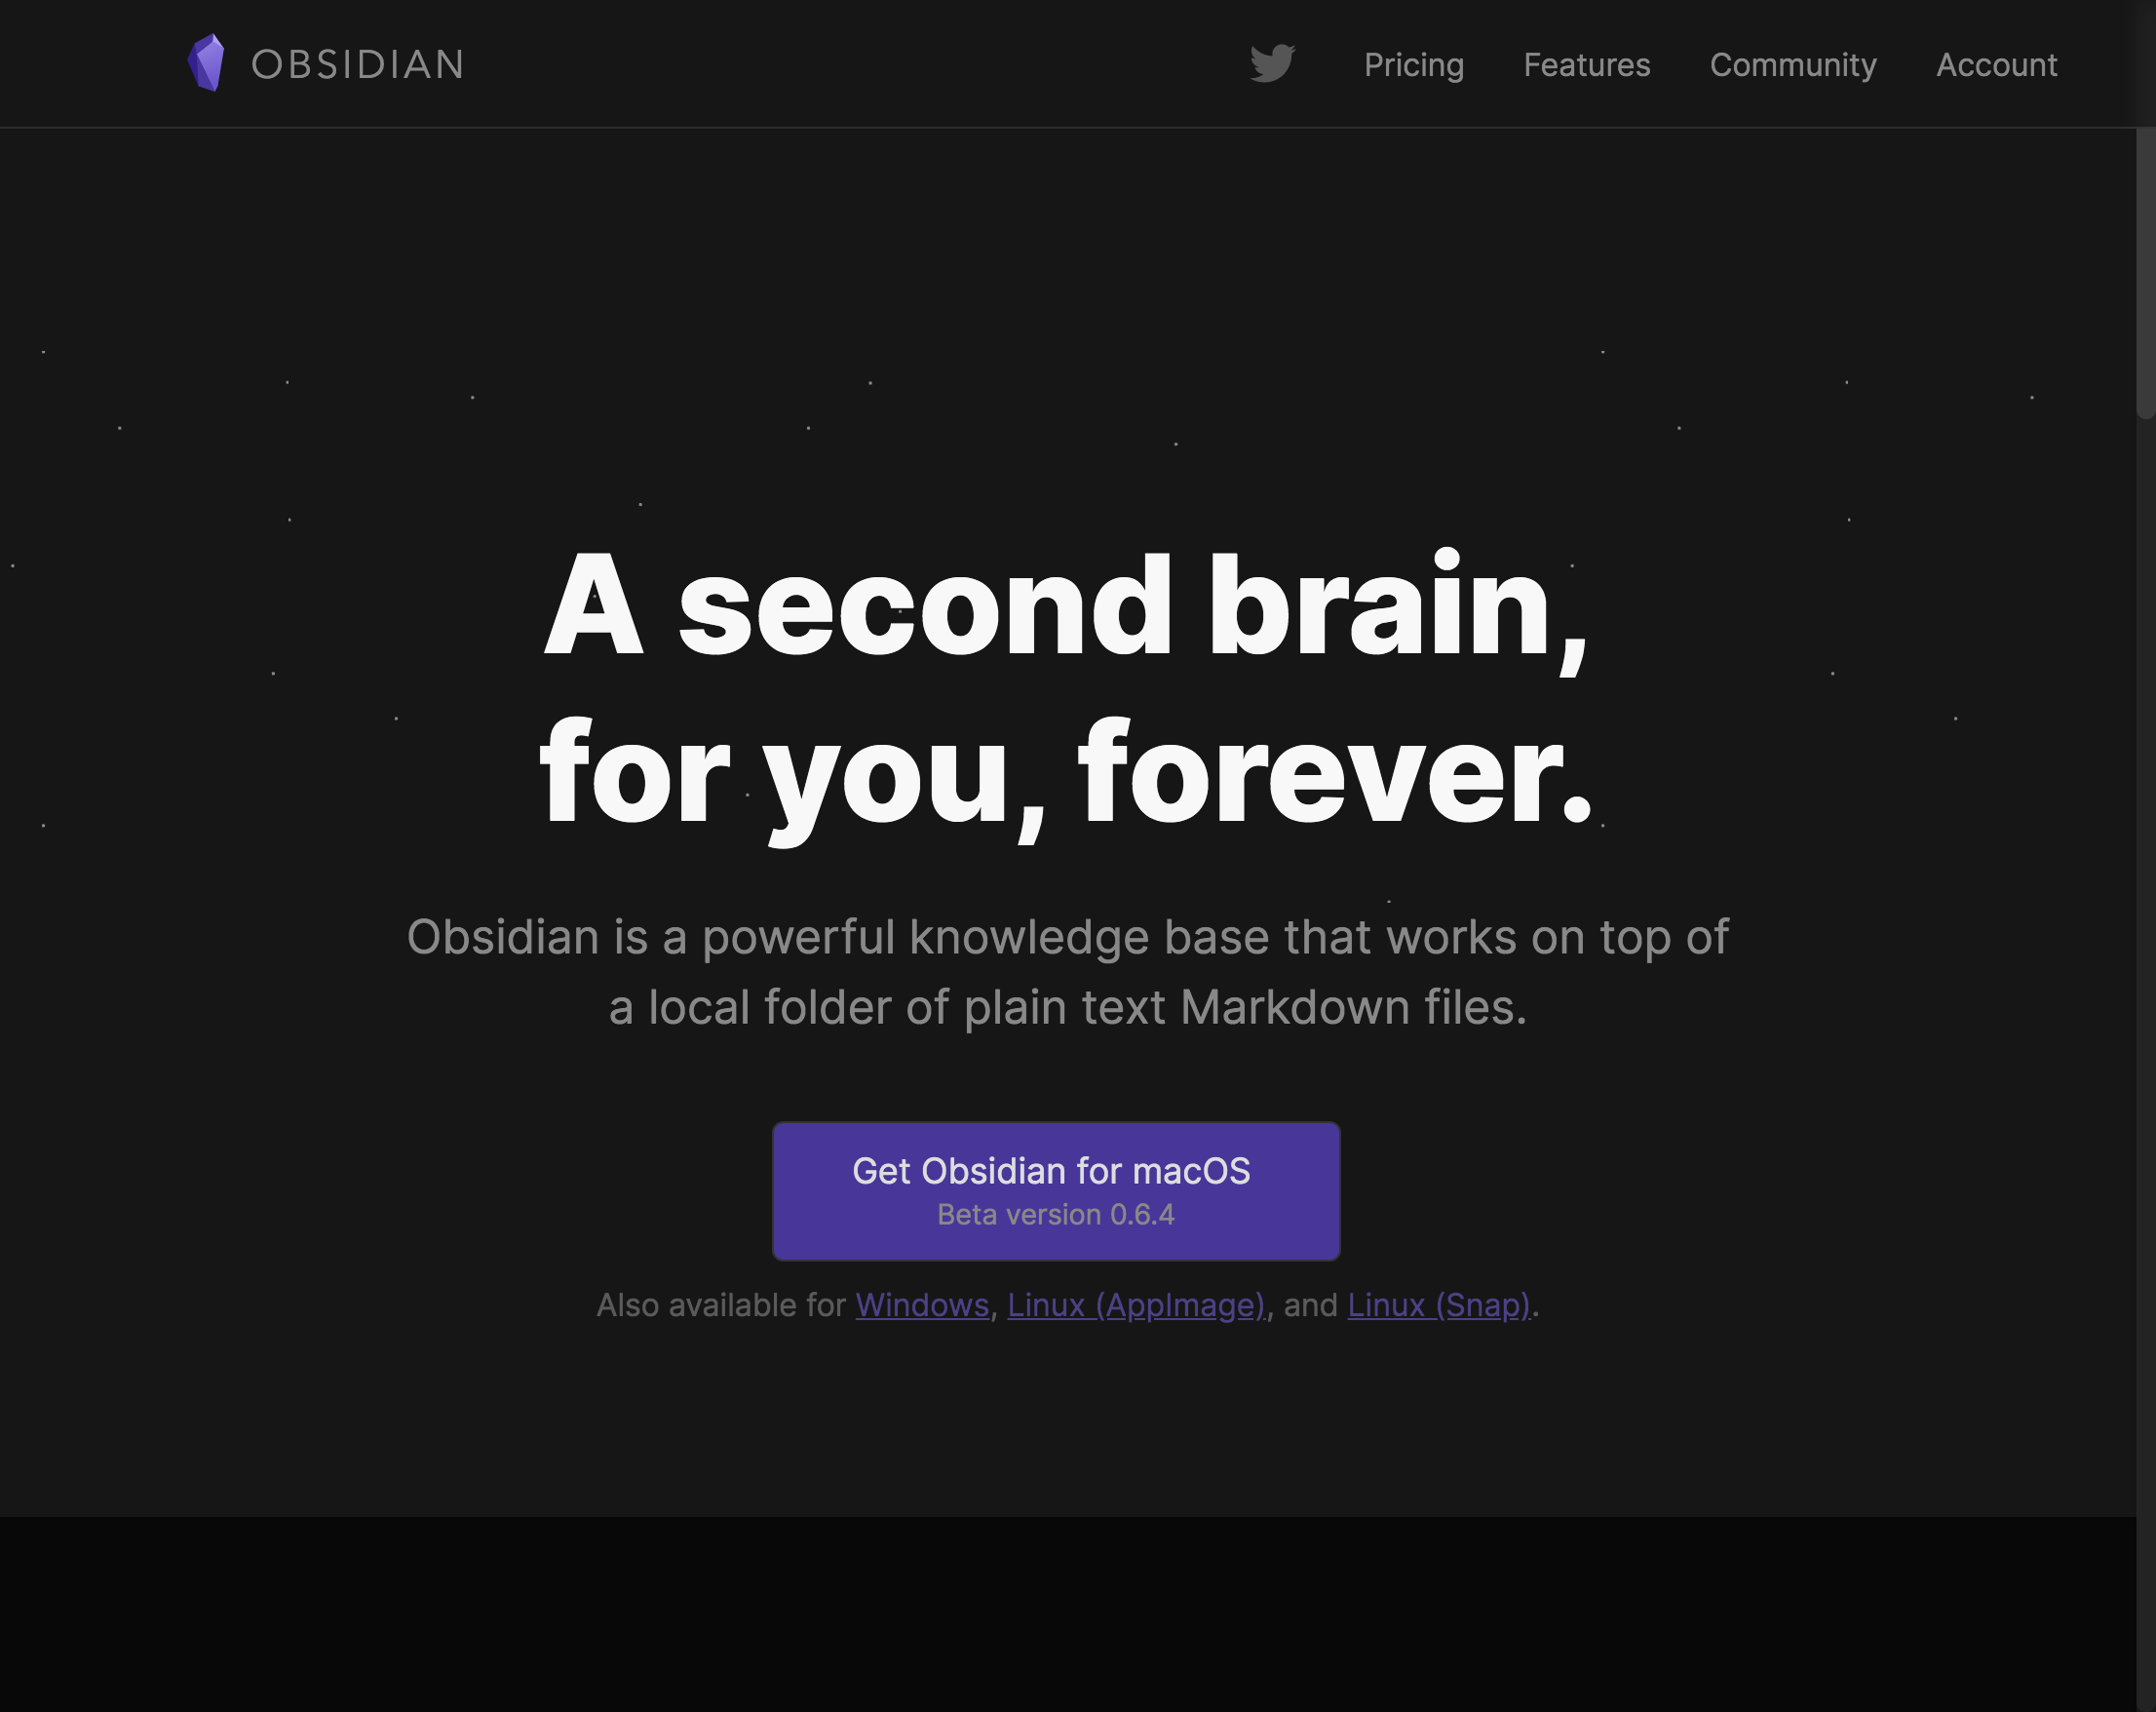 OBSIDIAN
Pricing Features Community Account
A second brain,
for you, forever.
Obsidian is a powerful knowledge base that works on top of
a local folder of plain text Markdown files.
Get Obsidian for macOS
Beta version 0.6.4
Also available for Windows, Linux (AppImage), and Linux (Snap).